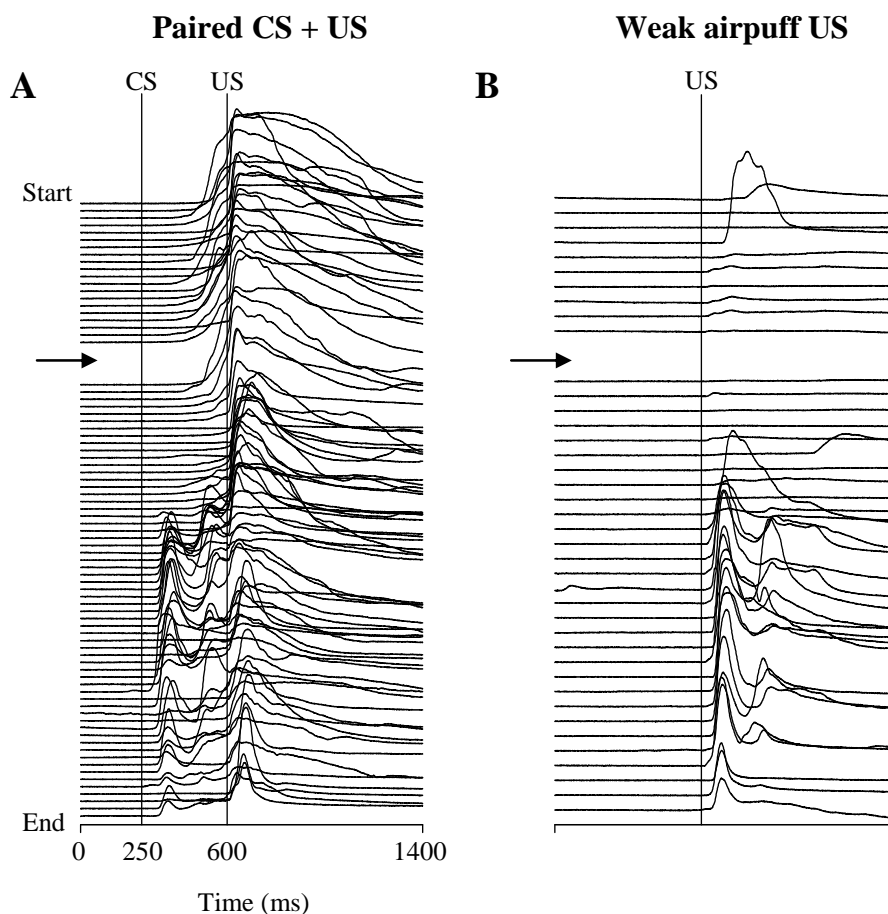 Paired CS + US
Weak airpuff US
A
CS
US
B
US
Start
End
0
250
600
1400
Time (ms)